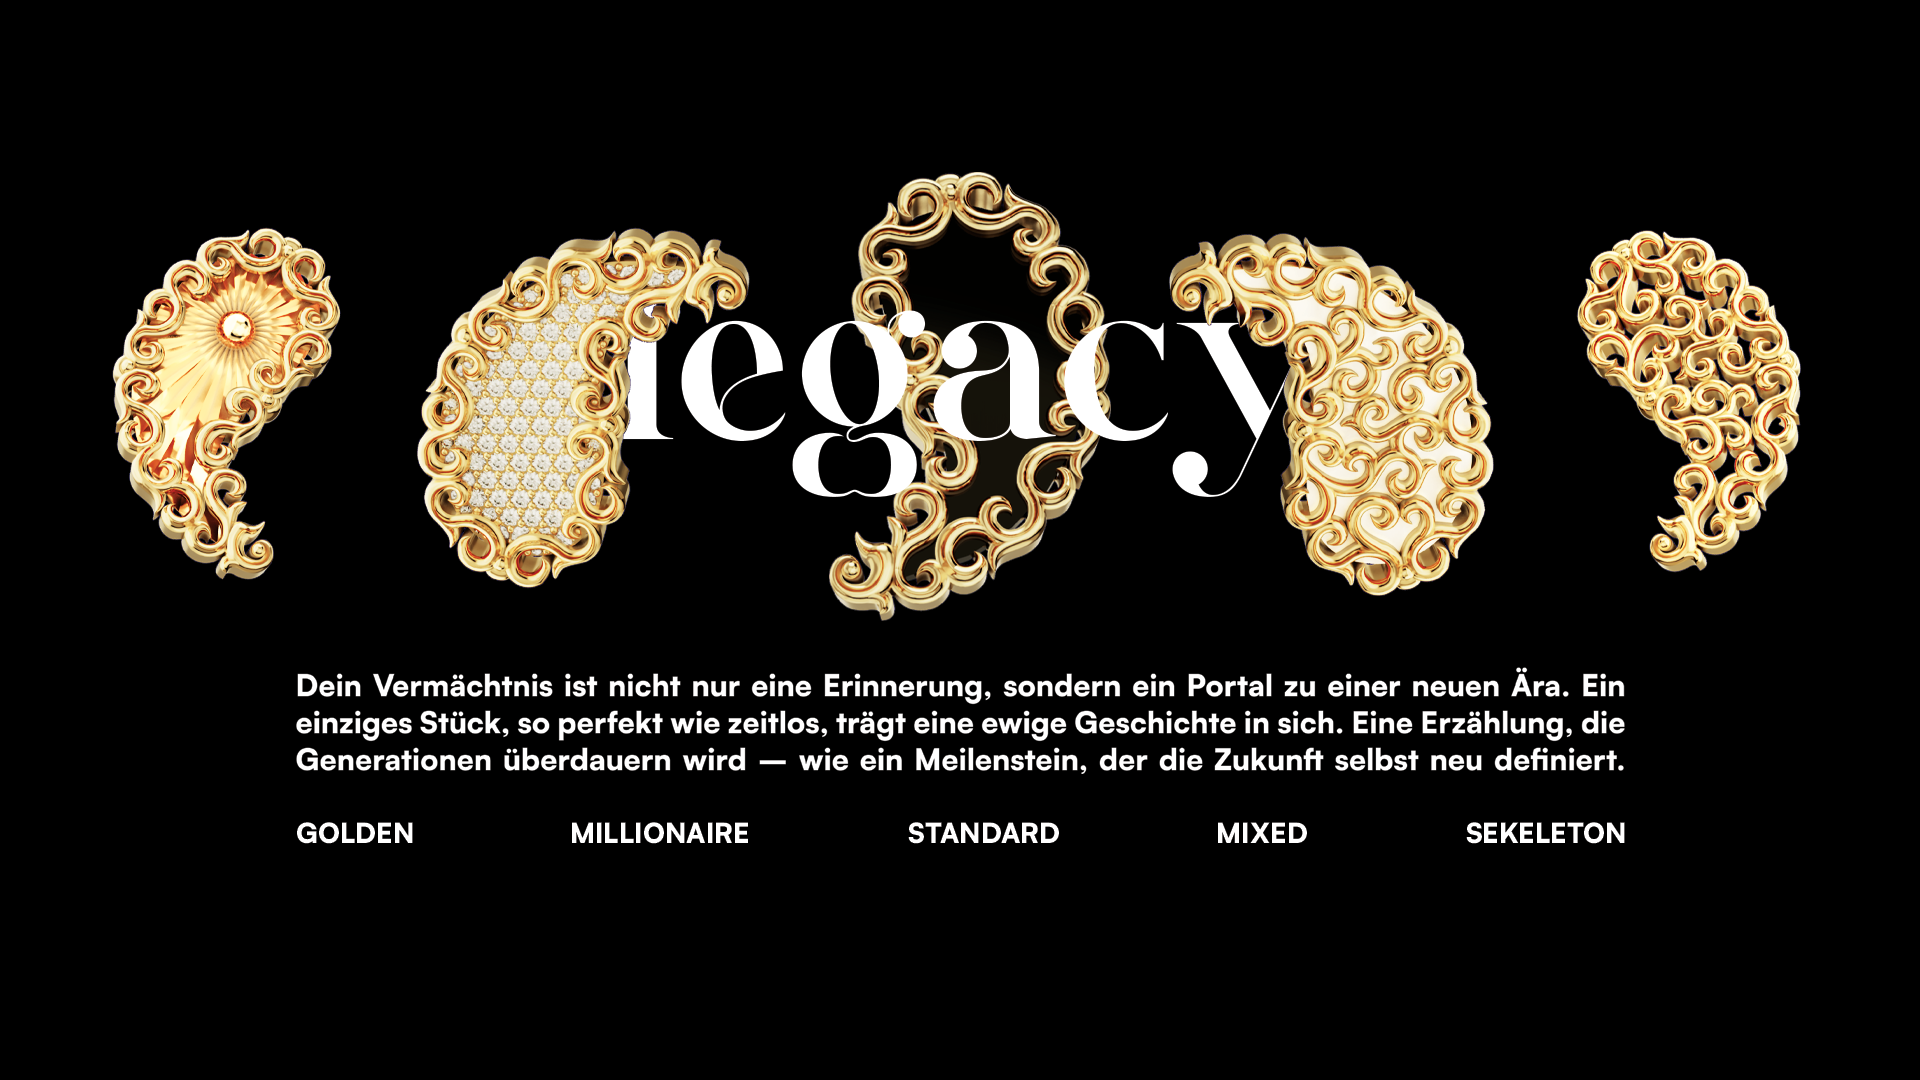 legacy
Dein Vermächtnis ist nicht nur eine Erinnerung, sondern ein Portal zu einer neuen Ära. Ein
einziges Stück, so perfekt wie zeitlos, trägt eine ewige Geschichte in sich. Eine Erzählung, die
Generationen überdauern wird — wie ein Meilenstein, der die Zukunft selbst neu definiert.
GOLDEN MILLIONAIRE STANDARD MIXED SEKELETON